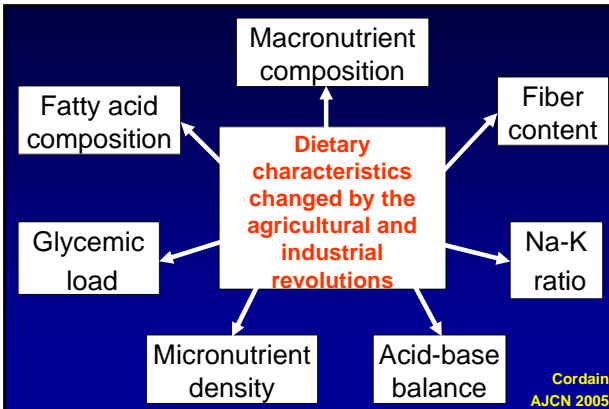 Macronutrient
composition
Fatty acid
composition
Fiber
content
Dietary
characteristics
changed by the
agricultural and
industrial
revolutions
Glycemic
load
Na-K
ratio
Micronutrient
density
Acid-base
balance
Cordain
AJCN 2005